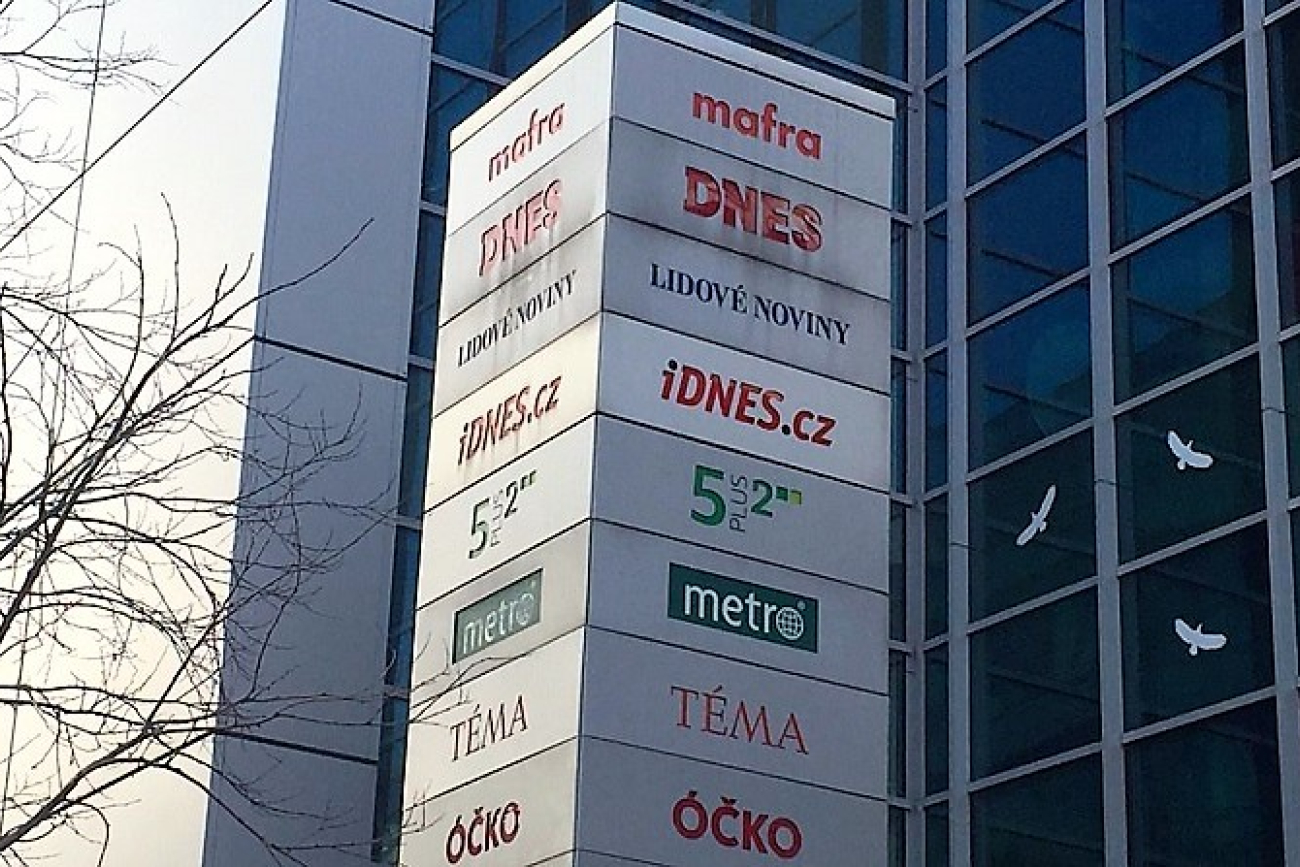 mafra
DNES
LIDOVÉ NOVINY
iDNES.cz
5 PLUS 2
metro®
TÉMA
ÓČKO
mafra
DNES
LIDOVÉ NOVINY
iDNES.cz
5 PLUS 2
metro
TÉMA
ÓČKO